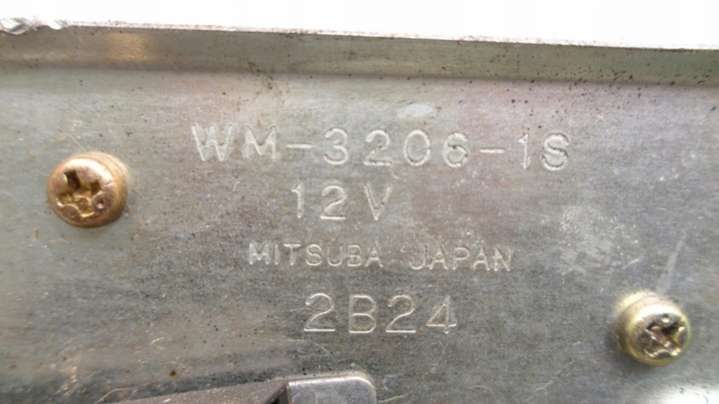 WM-3206-1S
12V
MITSUBA JAPAN
2B24